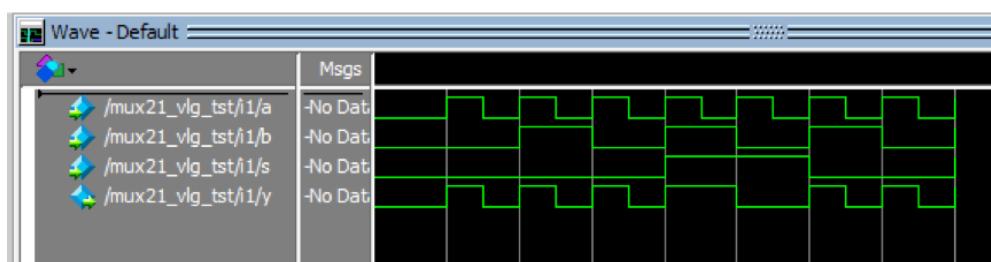 Wave - Default
Msgs
/mux21_vlg_tst/i1/a -No Dat
/mux21_vlg_tst/i1/b -No Dat
/mux21_vlg_tst/i1/s -No Dat
/mux21_vlg_tst/i1/y -No Dat